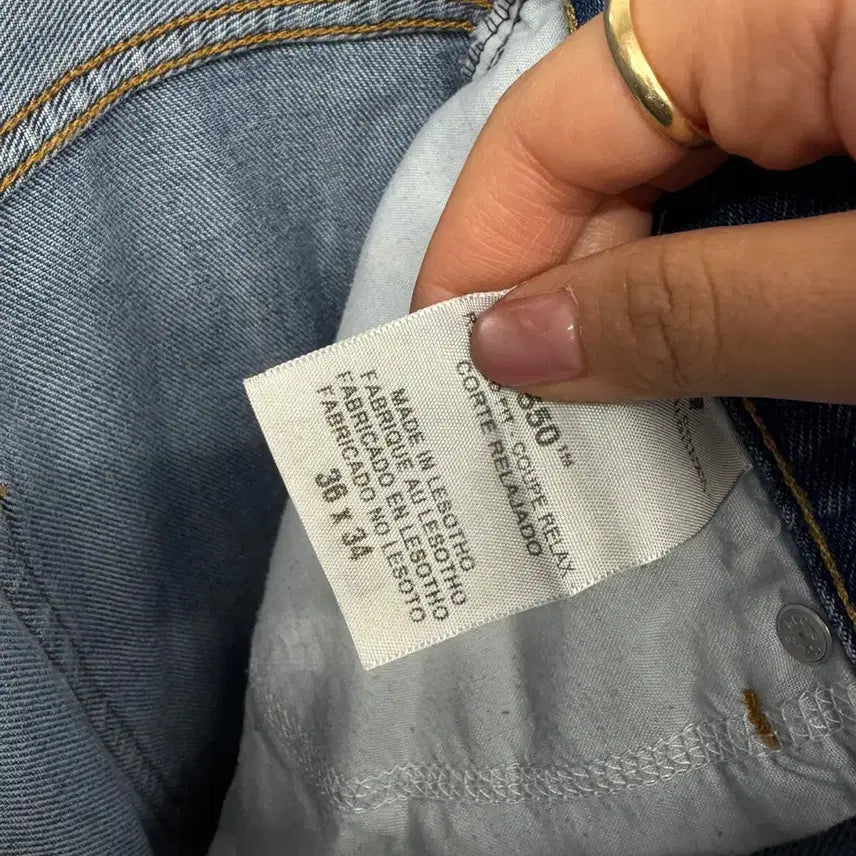 550™
FIT - COUPE RELAX
CORTE RELAJADO
MADE IN LESOTHO
FABRIQUE AU LESOTHO
FABRICADO EN LESOTHO
FABRICADO NO LESOTO
36 X 34